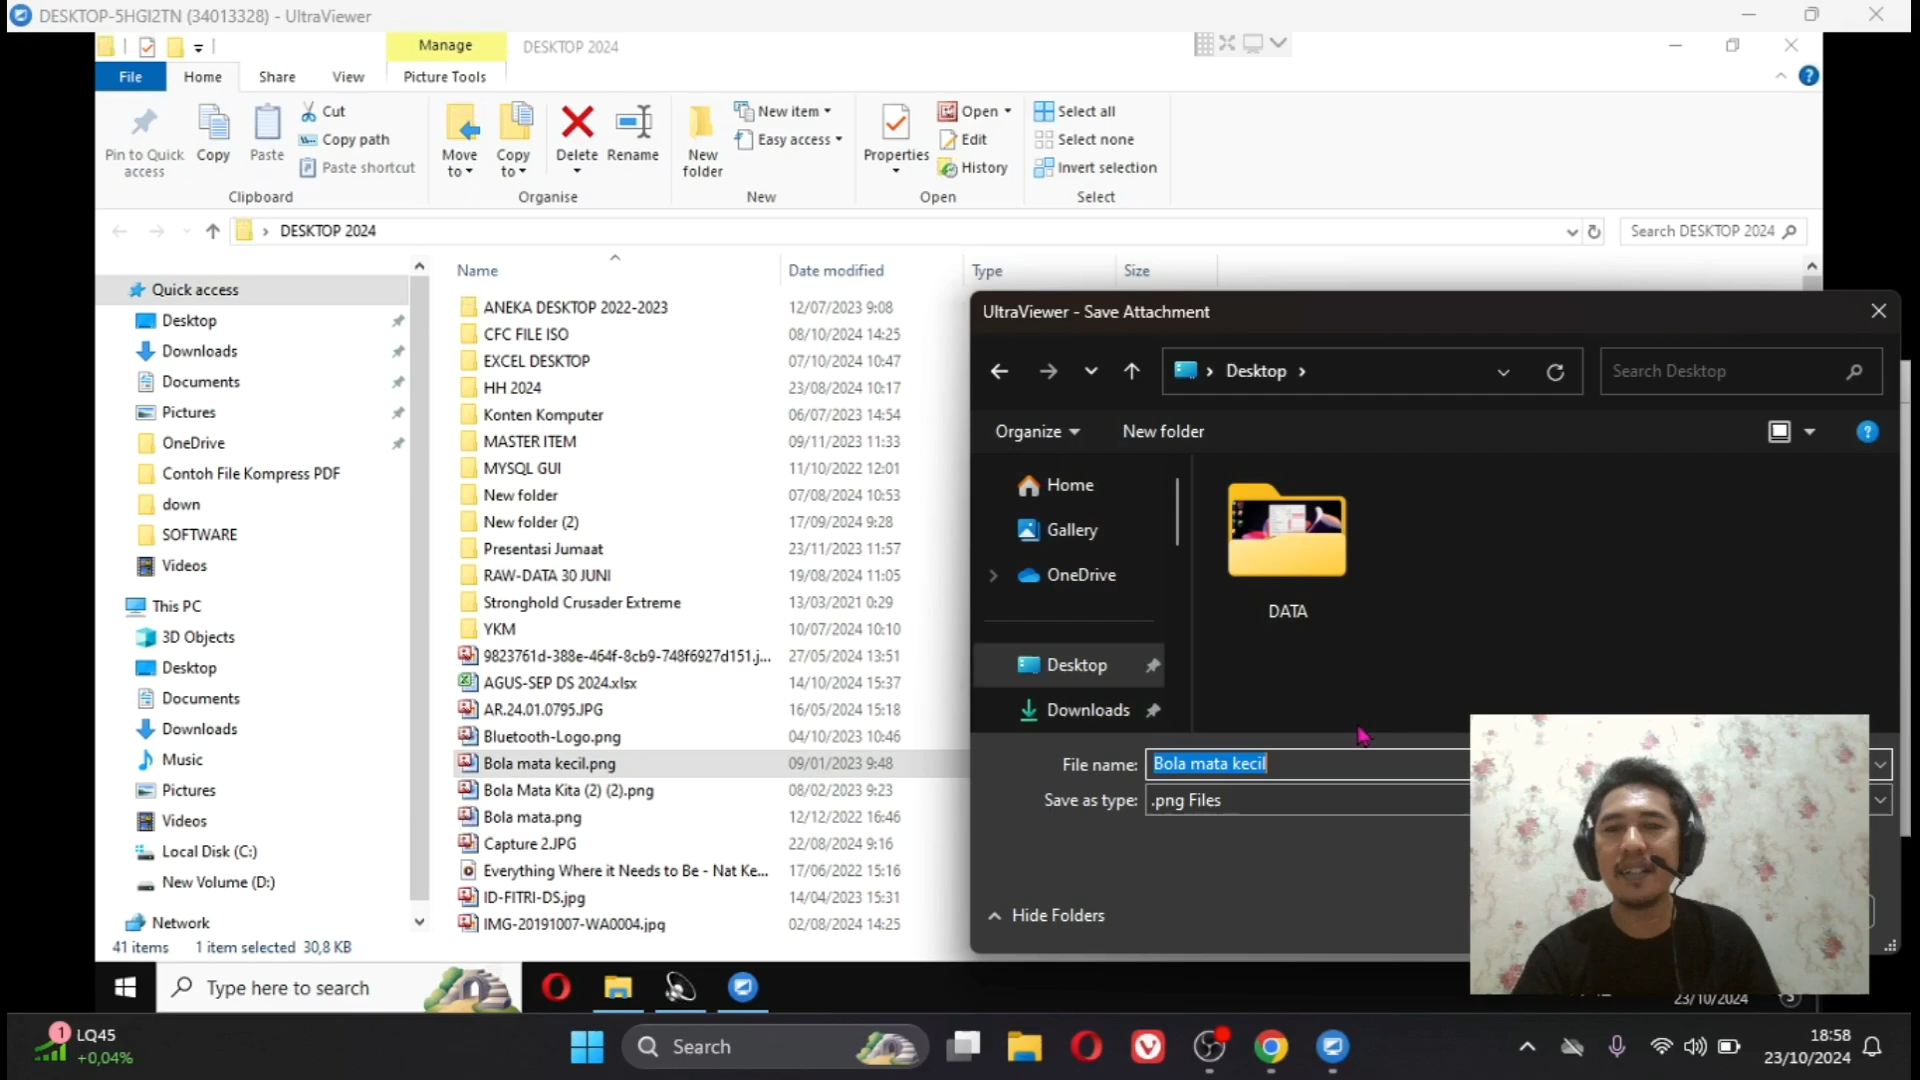 DESKTOP-5HGI2TN (34013328) - UltraViewer
Manage
DESKTOP 2024
File
Home
Share
View
Picture Tools
Pin to Quick access
Copy
Paste
Cut
Copy path
Paste shortcut
Clipboard
Move to
Copy to
Delete
Rename
Organise
New folder
New item
Easy access
New
Properties
Open
Edit
History
Open
Select all
Select none
Invert selection
Select
DESKTOP 2024
Search DESKTOP 2024
Quick access
Desktop
Downloads
Documents
Pictures
OneDrive
Contoh File Kompress PDF
down
SOFTWARE
Videos
This PC
3D Objects
Desktop
Documents
Downloads
Music
Pictures
Videos
Local Disk (C:)
New Volume (D:)
Network
Name Date modified Type Size
ANEKA DESKTOP 2022-2023 12/07/2023 9:08
CFC FILE ISO 08/10/2024 14:25
EXCEL DESKTOP 07/10/2024 10:47
HH 2024 23/08/2024 10:17
Konten Komputer 06/07/2023 14:54
MASTER ITEM 09/11/2023 11:33
MYSQL GUI 11/10/2022 12:01
New folder 07/08/2024 10:53
New folder (2) 17/09/2024 9:28
Presentasi Jumaat 23/11/2023 11:57
RAW-DATA 30 JUNI 19/08/2024 11:05
Stronghold Crusader Extreme 13/03/2021 0:29
YKM 10/07/2024 10:10
9823761d-388e-464f-8cb9-748f6927d151.j... 27/05/2024 13:51
AGUS-SEP DS 2024.xlsx 14/10/2024 15:37
AR.24.01.0795.JPG 16/05/2024 15:18
Bluetooth-Logo.png 04/10/2023 10:46
Bola mata kecil.png 09/01/2023 9:48
Bola Mata Kita (2) (2).png 08/02/2023 9:23
Bola mata.png 12/12/2022 16:46
Capture 2.JPG 22/08/2024 9:16
Everything Where it Needs to Be - Nat Ke... 17/06/2022 15:16
ID-FITRI-DS.jpg 14/04/2023 15:31
IMG-20191007-WA0004.jpg 02/08/2024 14:25
41 items 1 item selected 30,8 KB
UltraViewer - Save Attachment
Desktop
Search Desktop
Organize
New folder
Home
Gallery
OneDrive
Desktop
Downloads
DATA
File name: Bola mata kecil
Save as type: .png Files
Hide Folders
Type here to search
23/10/2024
1
LQ45
+0,04%
Search
18:58
23/10/2024